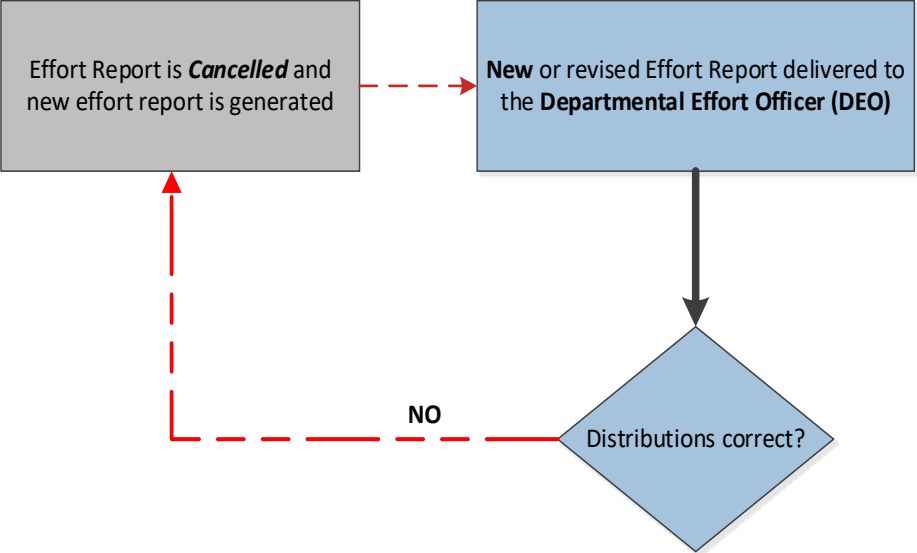 Effort Report is Cancelled and
new effort report is generated
New or revised Effort Report delivered to
the Departmental Effort Officer (DEO)
NO
Distributions correct?